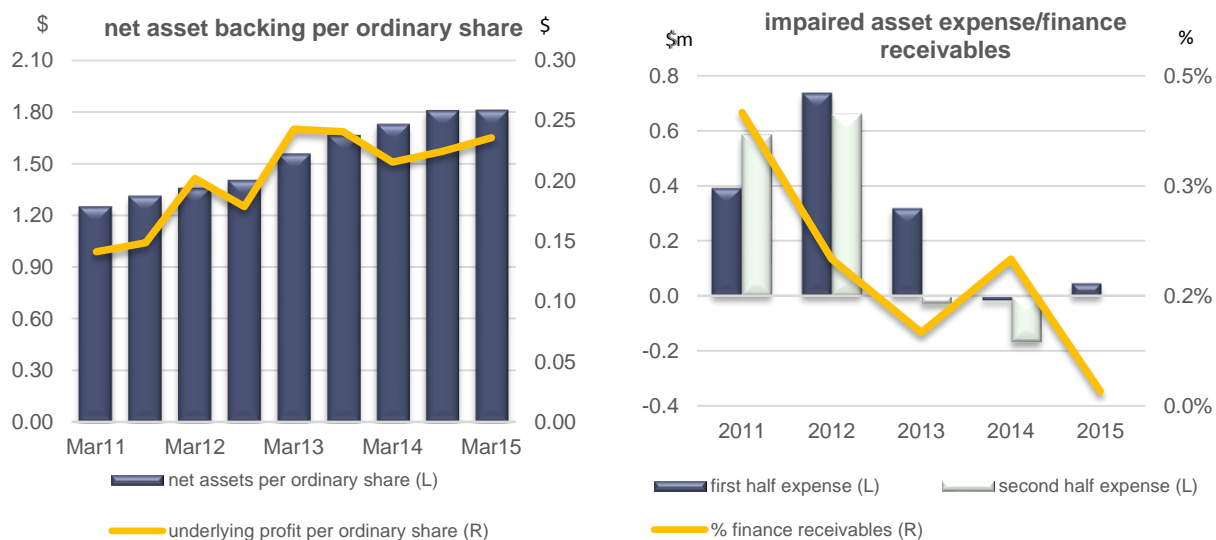 $ net asset backing per ordinary share $
2.10 0.30
1.80 0.25
1.50 0.20
1.20
0.90 0.15
0.60 0.10
0.30 0.05
0.00 0.00
Mar11 Mar12 Mar13 Mar14 Mar15
net assets per ordinary share (L)
underlying profit per ordinary share (R)
impaired asset expense/finance
$m receivables %
0.8 0.5%
0.6
0.4 0.3%
0.2
0.0 0.2%
-0.2
-0.4 0.0%
2011 2012 2013 2014 2015
first half expense (L) second half expense (L)
% finance receivables (R)